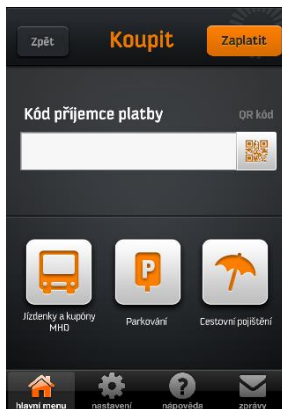 Zpět Koupit Zaplatit
Kód příjemce platby QR kód
Jízdenky a kupóny
MHD
Parkování
Cestovní pojištění
hlavní menu nastavení nápověda zprávy